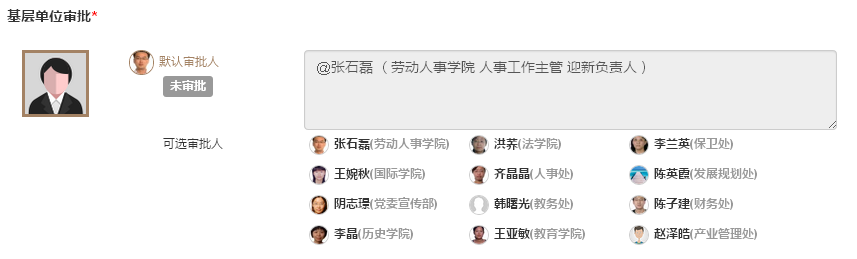 基层单位审批*
默认审批人
未审批
@张石磊 （ 劳动人事学院 人事工作主管 迎新负责人 ）
可选审批人
张石磊(劳动人事学院) 洪荞(法学院) 李兰英(保卫处)
王婉秋(国际学院) 齐晶晶(人事处) 陈英霞(发展规划处)
阴志璟(党委宣传部) 韩曙光(教务处) 陈子建(财务处)
李晶(历史学院) 王亚敏(教育学院) 赵泽皓(产业管理处)